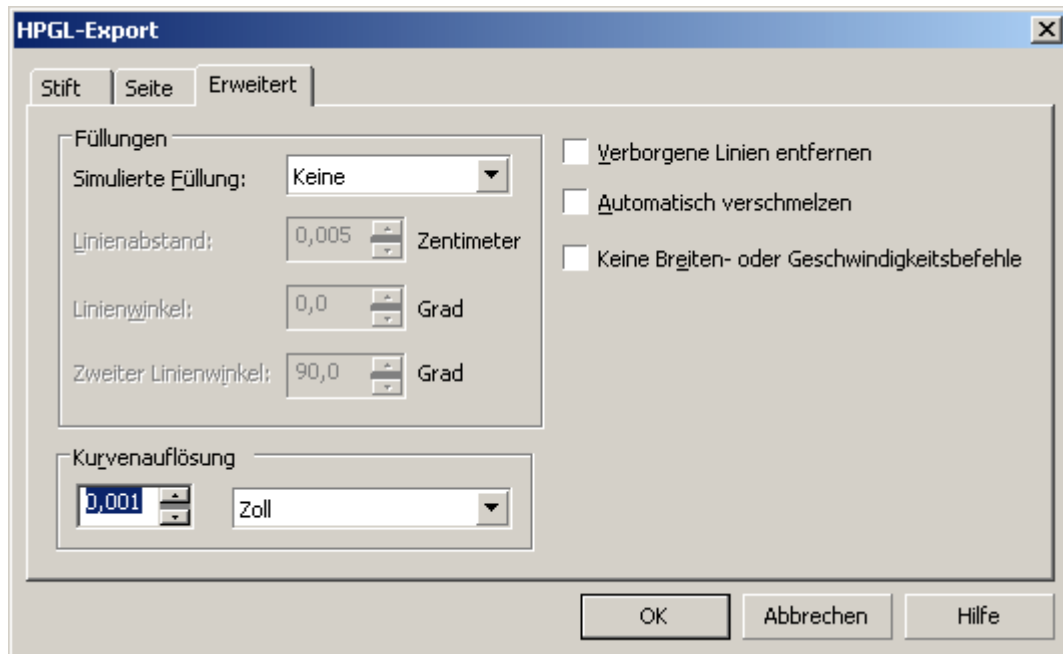 HPGL-Export
Stift Seite Erweitert
Füllungen
Simulierte Füllung: Keine
Linienabstand: 0,005 Zentimeter
Linienwinkel: 0,0 Grad
Zweiter Linienwinkel: 90,0 Grad
Verborgene Linien entfernen
Automatisch verschmelzen
Keine Breiten- oder Geschwindigkeitsbefehle
Kurvenauflösung
0,001 Zoll
OK Abbrechen Hilfe